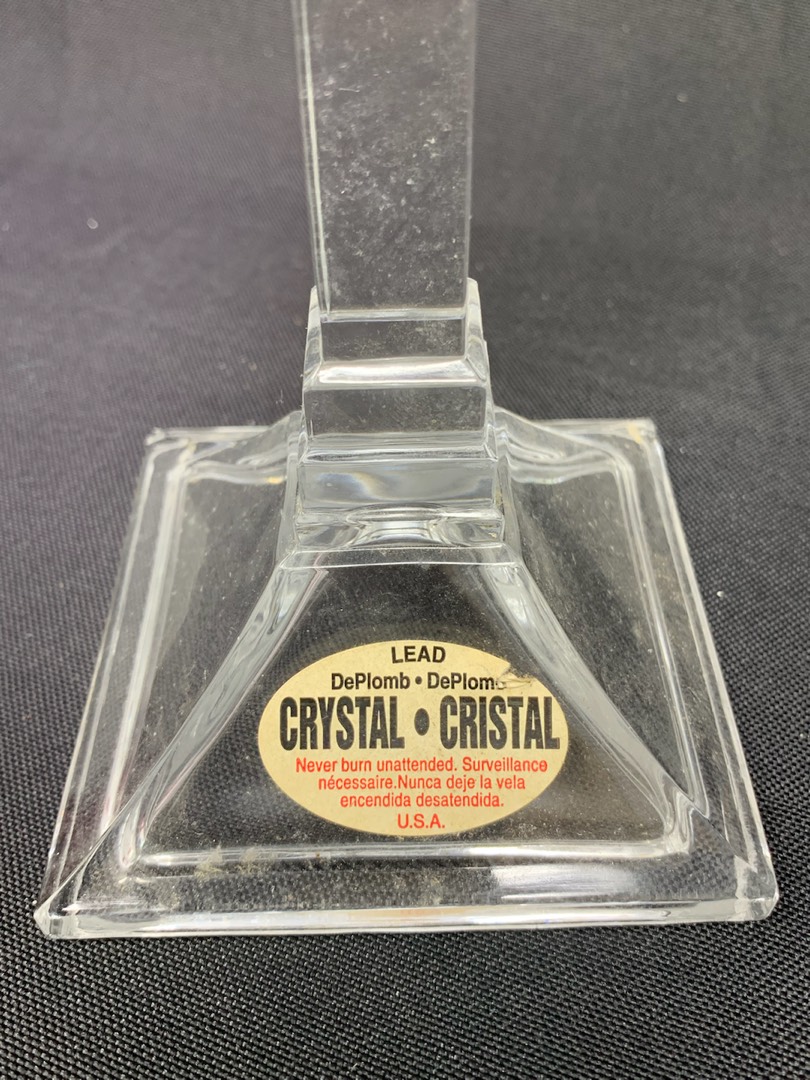 LEAD
DePlomb • DePlomo
CRYSTAL • CRISTAL
Never burn unattended. Surveillance
nécessaire.Nunca deje la vela
encendida desatendida.
U.S.A.